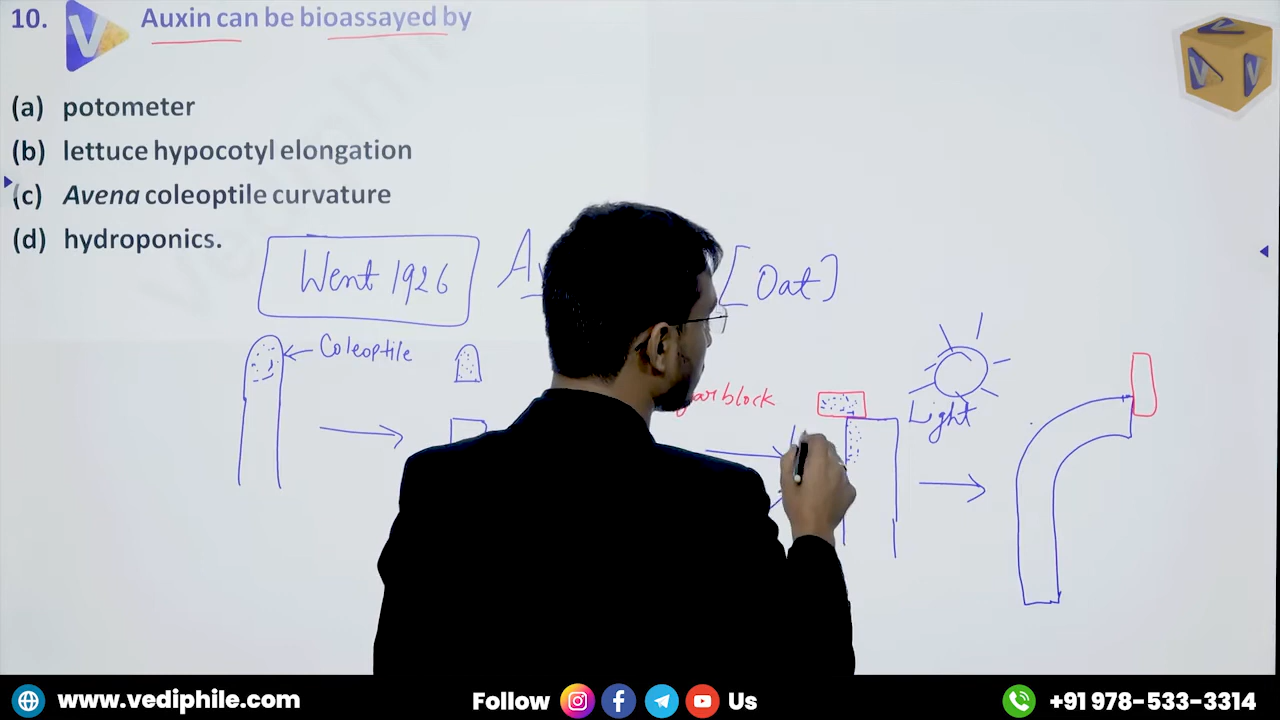 10. Auxin can be bioassayed by
(a) potometer
(b) lettuce hypocotyl elongation
(c) Avena coleoptile curvature
(d) hydroponics.
Went 1926 [Oat]
Coleoptile
block
Light
www.vediphile.com Follow Us +91 978-533-3314